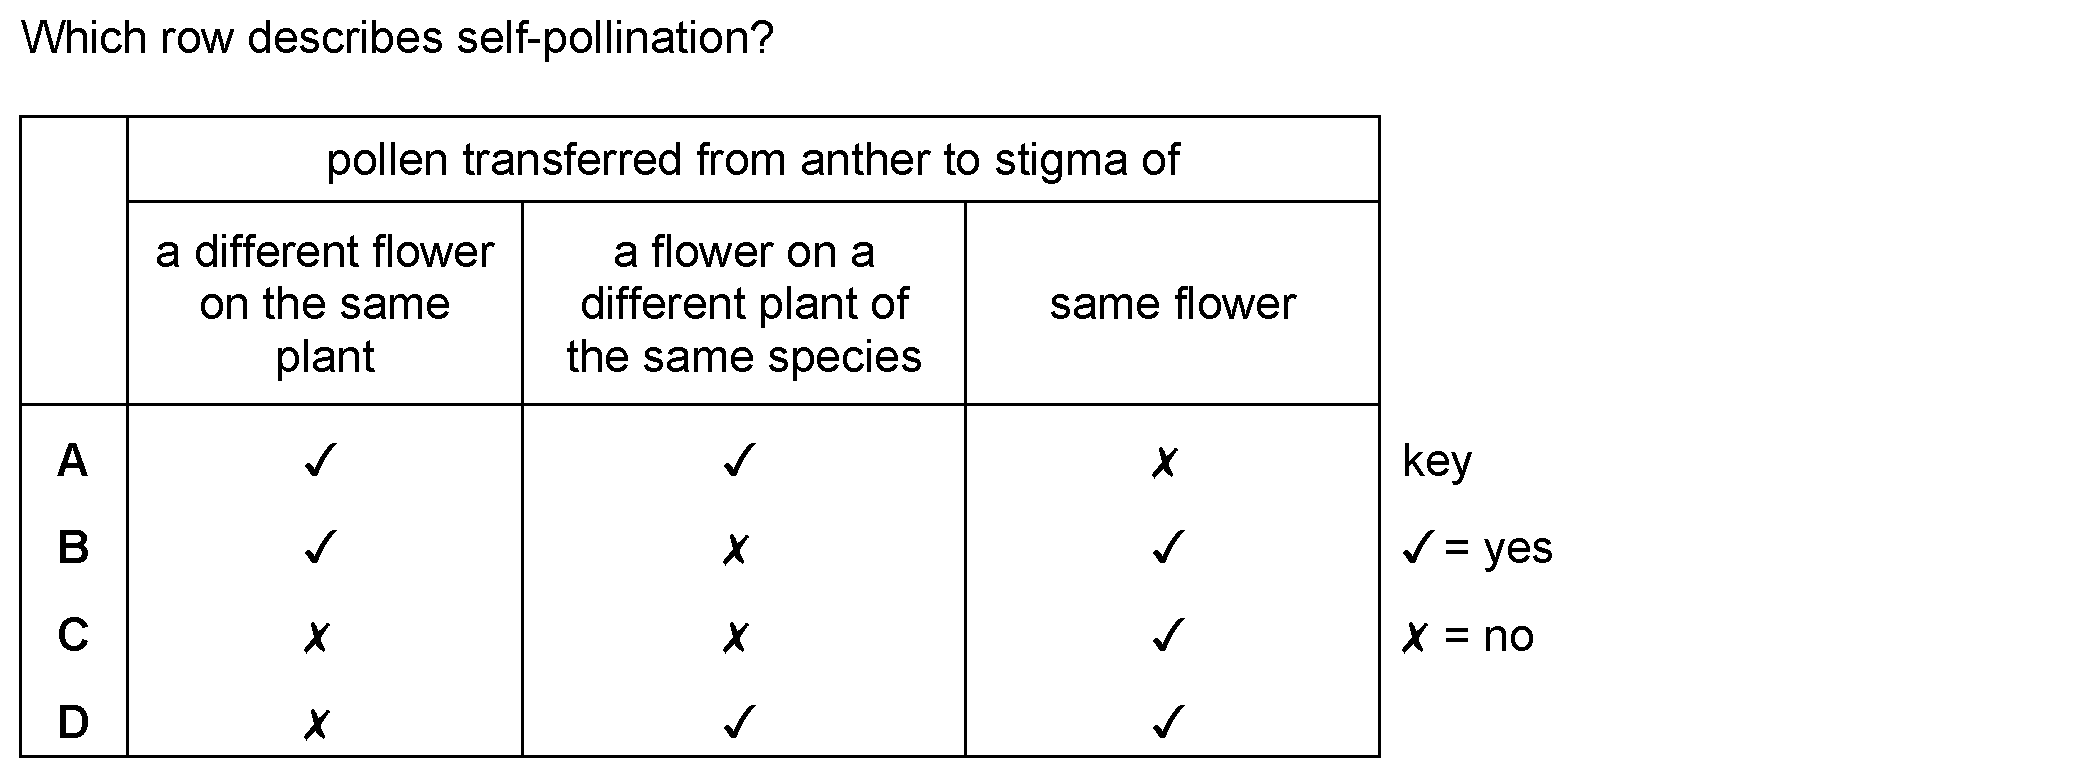 Which row describes self-pollination?
pollen transferred from anther to stigma of
a different flower on the same plant
a flower on a different plant of the same species
same flower
A ✓ ✓ ✗
B ✓ ✗ ✓
C ✗ ✗ ✓
D ✗ ✓ ✓
key
✓ = yes
✗ = no